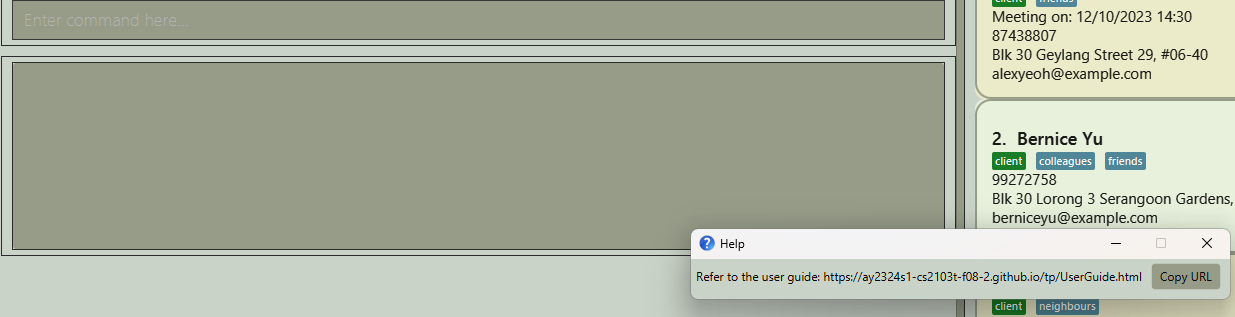 Enter command here...
client friends
Meeting on: 12/10/2023 14:30
87438807
Blk 30 Geylang Street 29, #06-40
alexyeoh@example.com
2. Bernice Yu
client colleagues friends
99272758
Blk 30 Lorong 3 Serangoon Gardens,
berniceyu@example.com
Help
Refer to the user guide: https://ay2324s1-cs2103t-f08-2.github.io/tp/UserGuide.html Copy URL
client neighbours